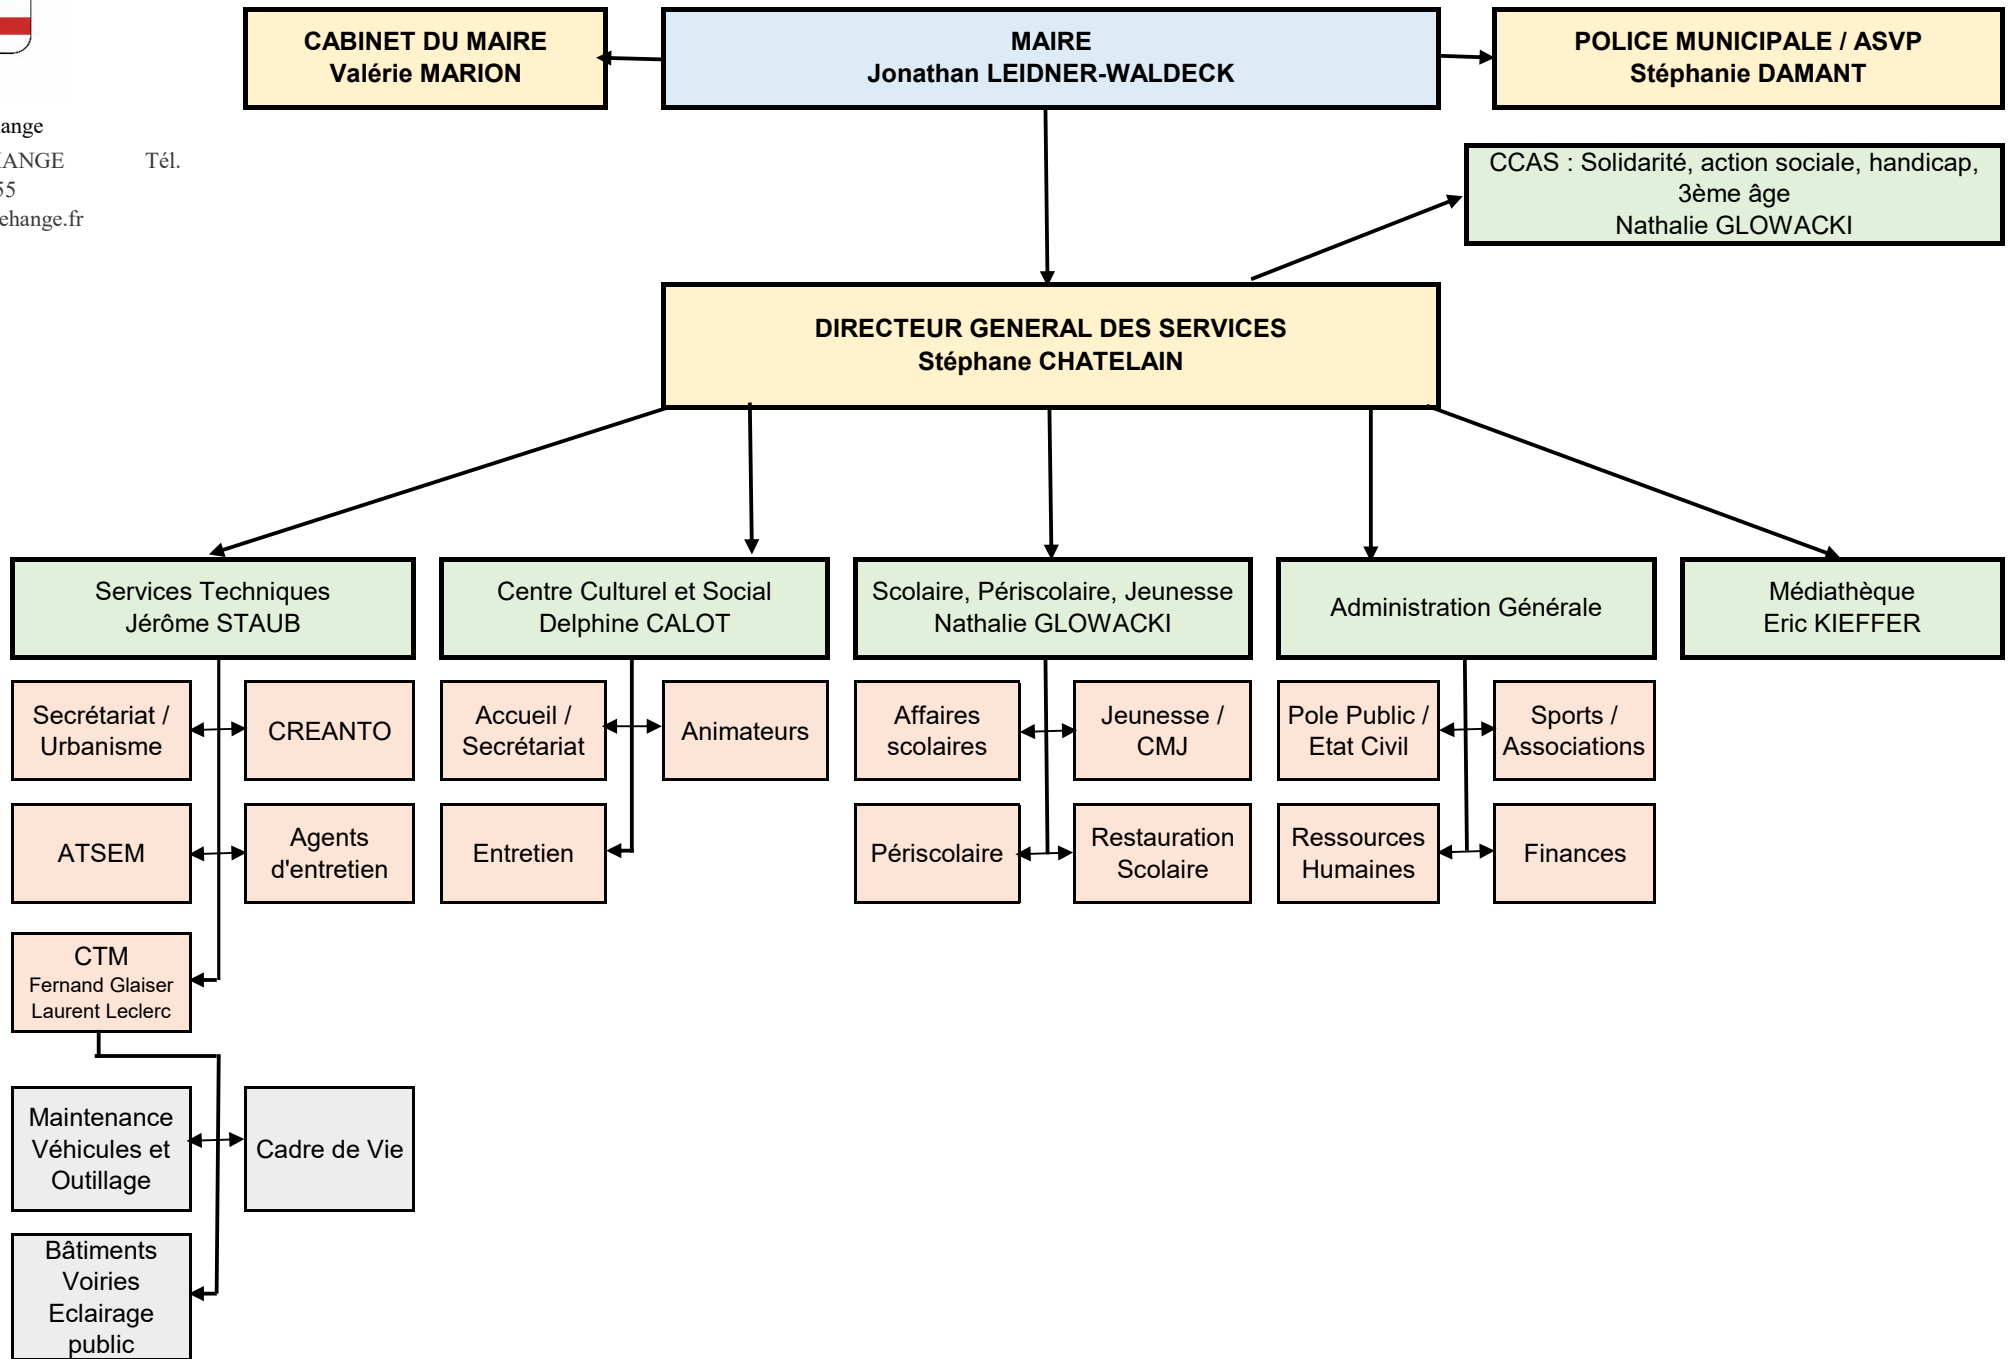 CABINET DU MAIRE
Valérie MARION
MAIRE
Jonathan LEIDNER-WALDECK
POLICE MUNICIPALE / ASVP
Stéphanie DAMANT
Tél.
55
ehange.fr
CCAS : Solidarité, action sociale, handicap,
3ème âge
Nathalie GLOWACKI
DIRECTEUR GENERAL DES SERVICES
Stéphane CHATELAIN
Services Techniques
Jérôme STAUB
Centre Culturel et Social
Delphine CALOT
Scolaire, Périscolaire, Jeunesse
Nathalie GLOWACKI
Administration Générale
Médiathèque
Eric KIEFFER
Secrétariat /
Urbanisme
CREANTO
Accueil /
Secrétariat
Animateurs
Affaires
scolaires
Jeunesse /
CMJ
Pole Public /
Etat Civil
Sports /
Associations
ATSEM
Agents
d'entretien
Entretien
Périscolaire
Restauration
Scolaire
Ressources
Humaines
Finances
CTM
Fernand Glaiser
Laurent Leclerc
Maintenance
Véhicules et
Outillage
Cadre de Vie
Bâtiments
Voiries
Eclairage
public